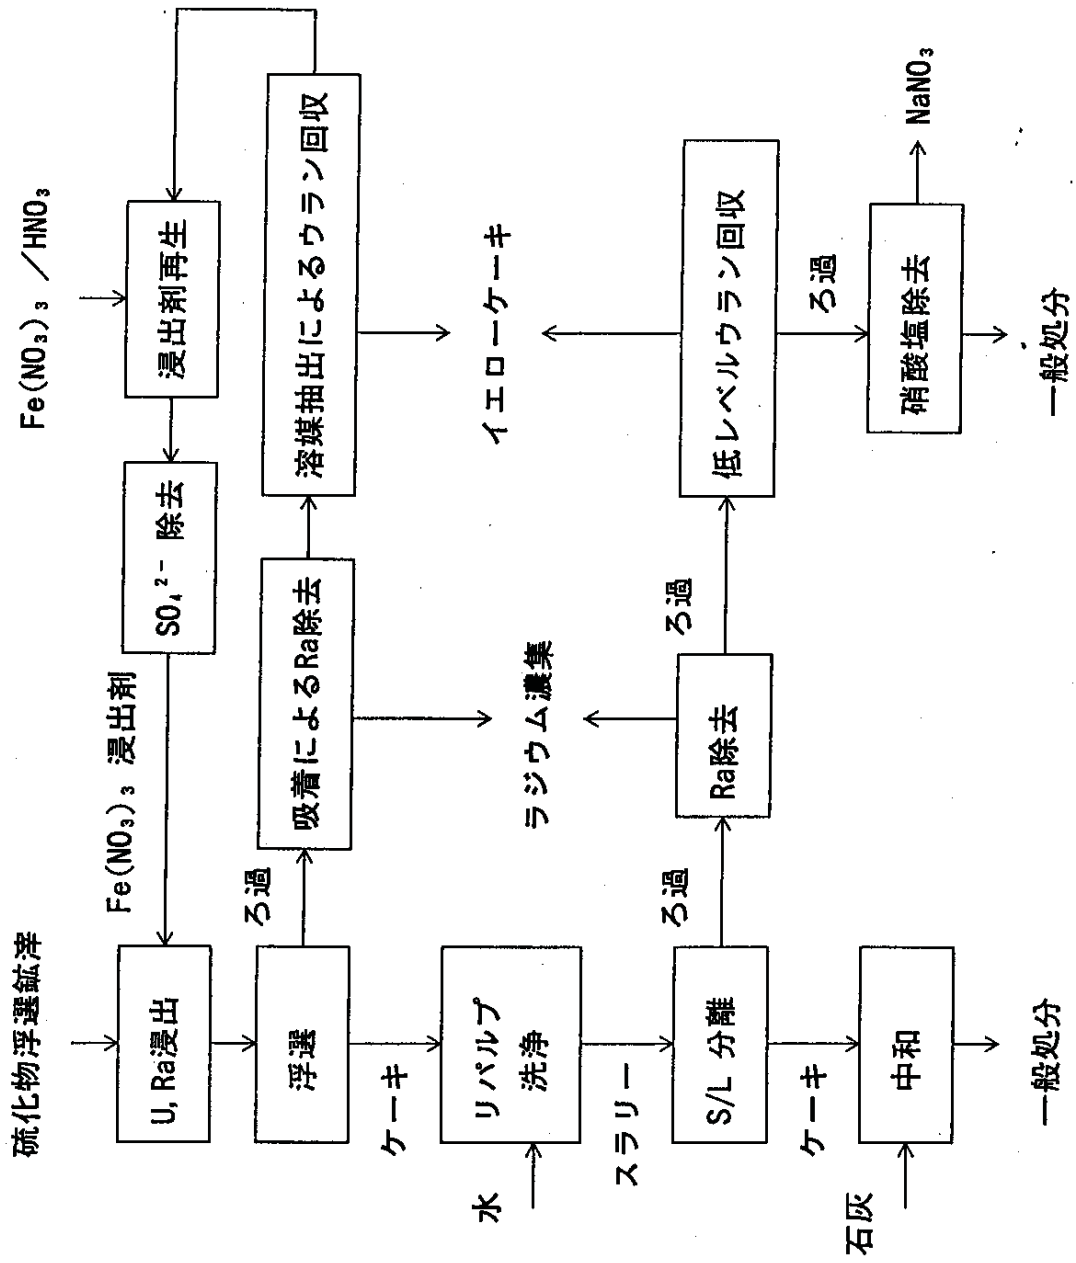 硫化物浮選鉱滓
U, Ra浸出
Fe(NO₃)₃ 浸出剤
SO₄²⁻ 除去
浸出剤再生
Fe(NO₃)₃ /HNO₃
浮選
ろ過
吸着によるRa除去
溶媒抽出によるウラン回収
ケーキ
水
リパルプ
洗浄
ラジウム濃集
イエローケーキ
スラリー
S/L 分離
ろ過
Ra除去
ろ過
低レベルウラン回収
ケーキ
石灰
中和
一般処分
ろ過
硝酸塩除去
NaNO₃
一般処分